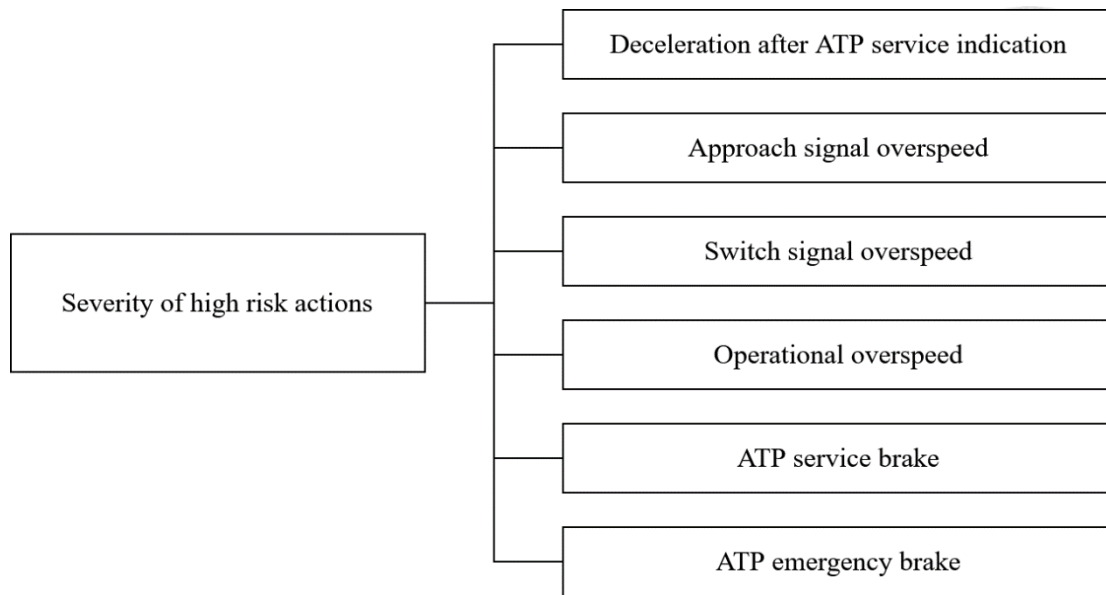 Deceleration after ATP service indication
Approach signal overspeed
Switch signal overspeed
Severity of high risk actions
Operational overspeed
ATP service brake
ATP emergency brake